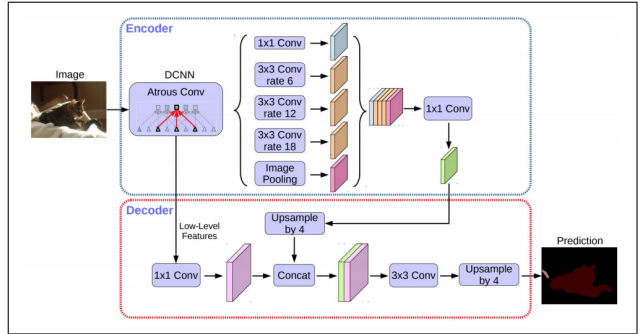 Encoder
Image
DCNN
Atrous Conv
1x1 Conv
3x3 Conv
rate 6
3x3 Conv
rate 12
3x3 Conv
rate 18
Image
Pooling
1x1 Conv
Decoder
Low-Level
Features
Upsample
by 4
1x1 Conv
Concat
3x3 Conv
Upsample
by 4
Prediction